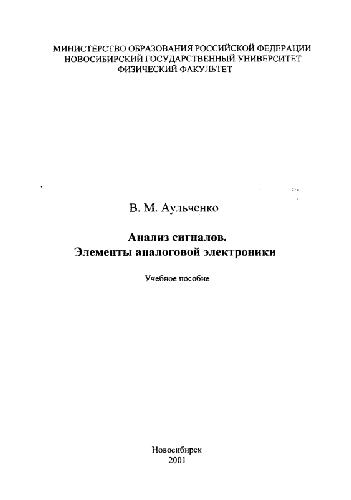 МИНИСТЕРСТВО ОБРАЗОВАНИЯ РОССИЙСКОЙ ФЕДЕРАЦИИ
НОВОСИБИРСКИЙ ГОСУДАРСТВЕННЫЙ УНИВЕРСИТЕТ
ФИЗИЧЕСКИЙ ФАКУЛЬТЕТ
В. М. Аульченко
Анализ сигналов.
Элементы аналоговой электроники
Учебное пособие
Новосибирск
2001